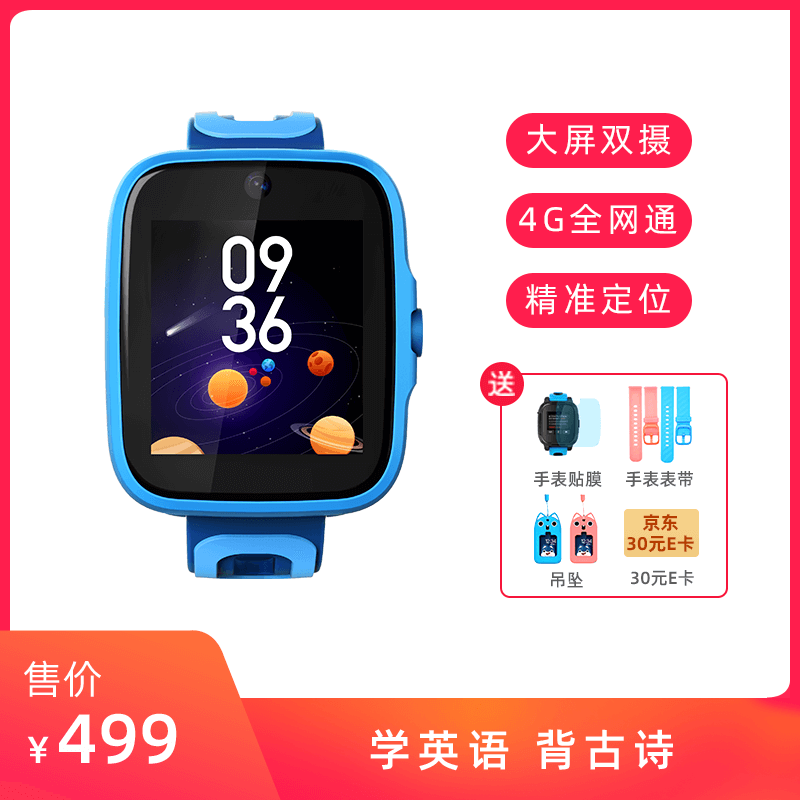 09
36
大屏双摄
4G全网通
精准定位
送
手表贴膜
手表表带
京东
30元E卡
吊坠
30元E卡
售价
¥499
学英语 背古诗